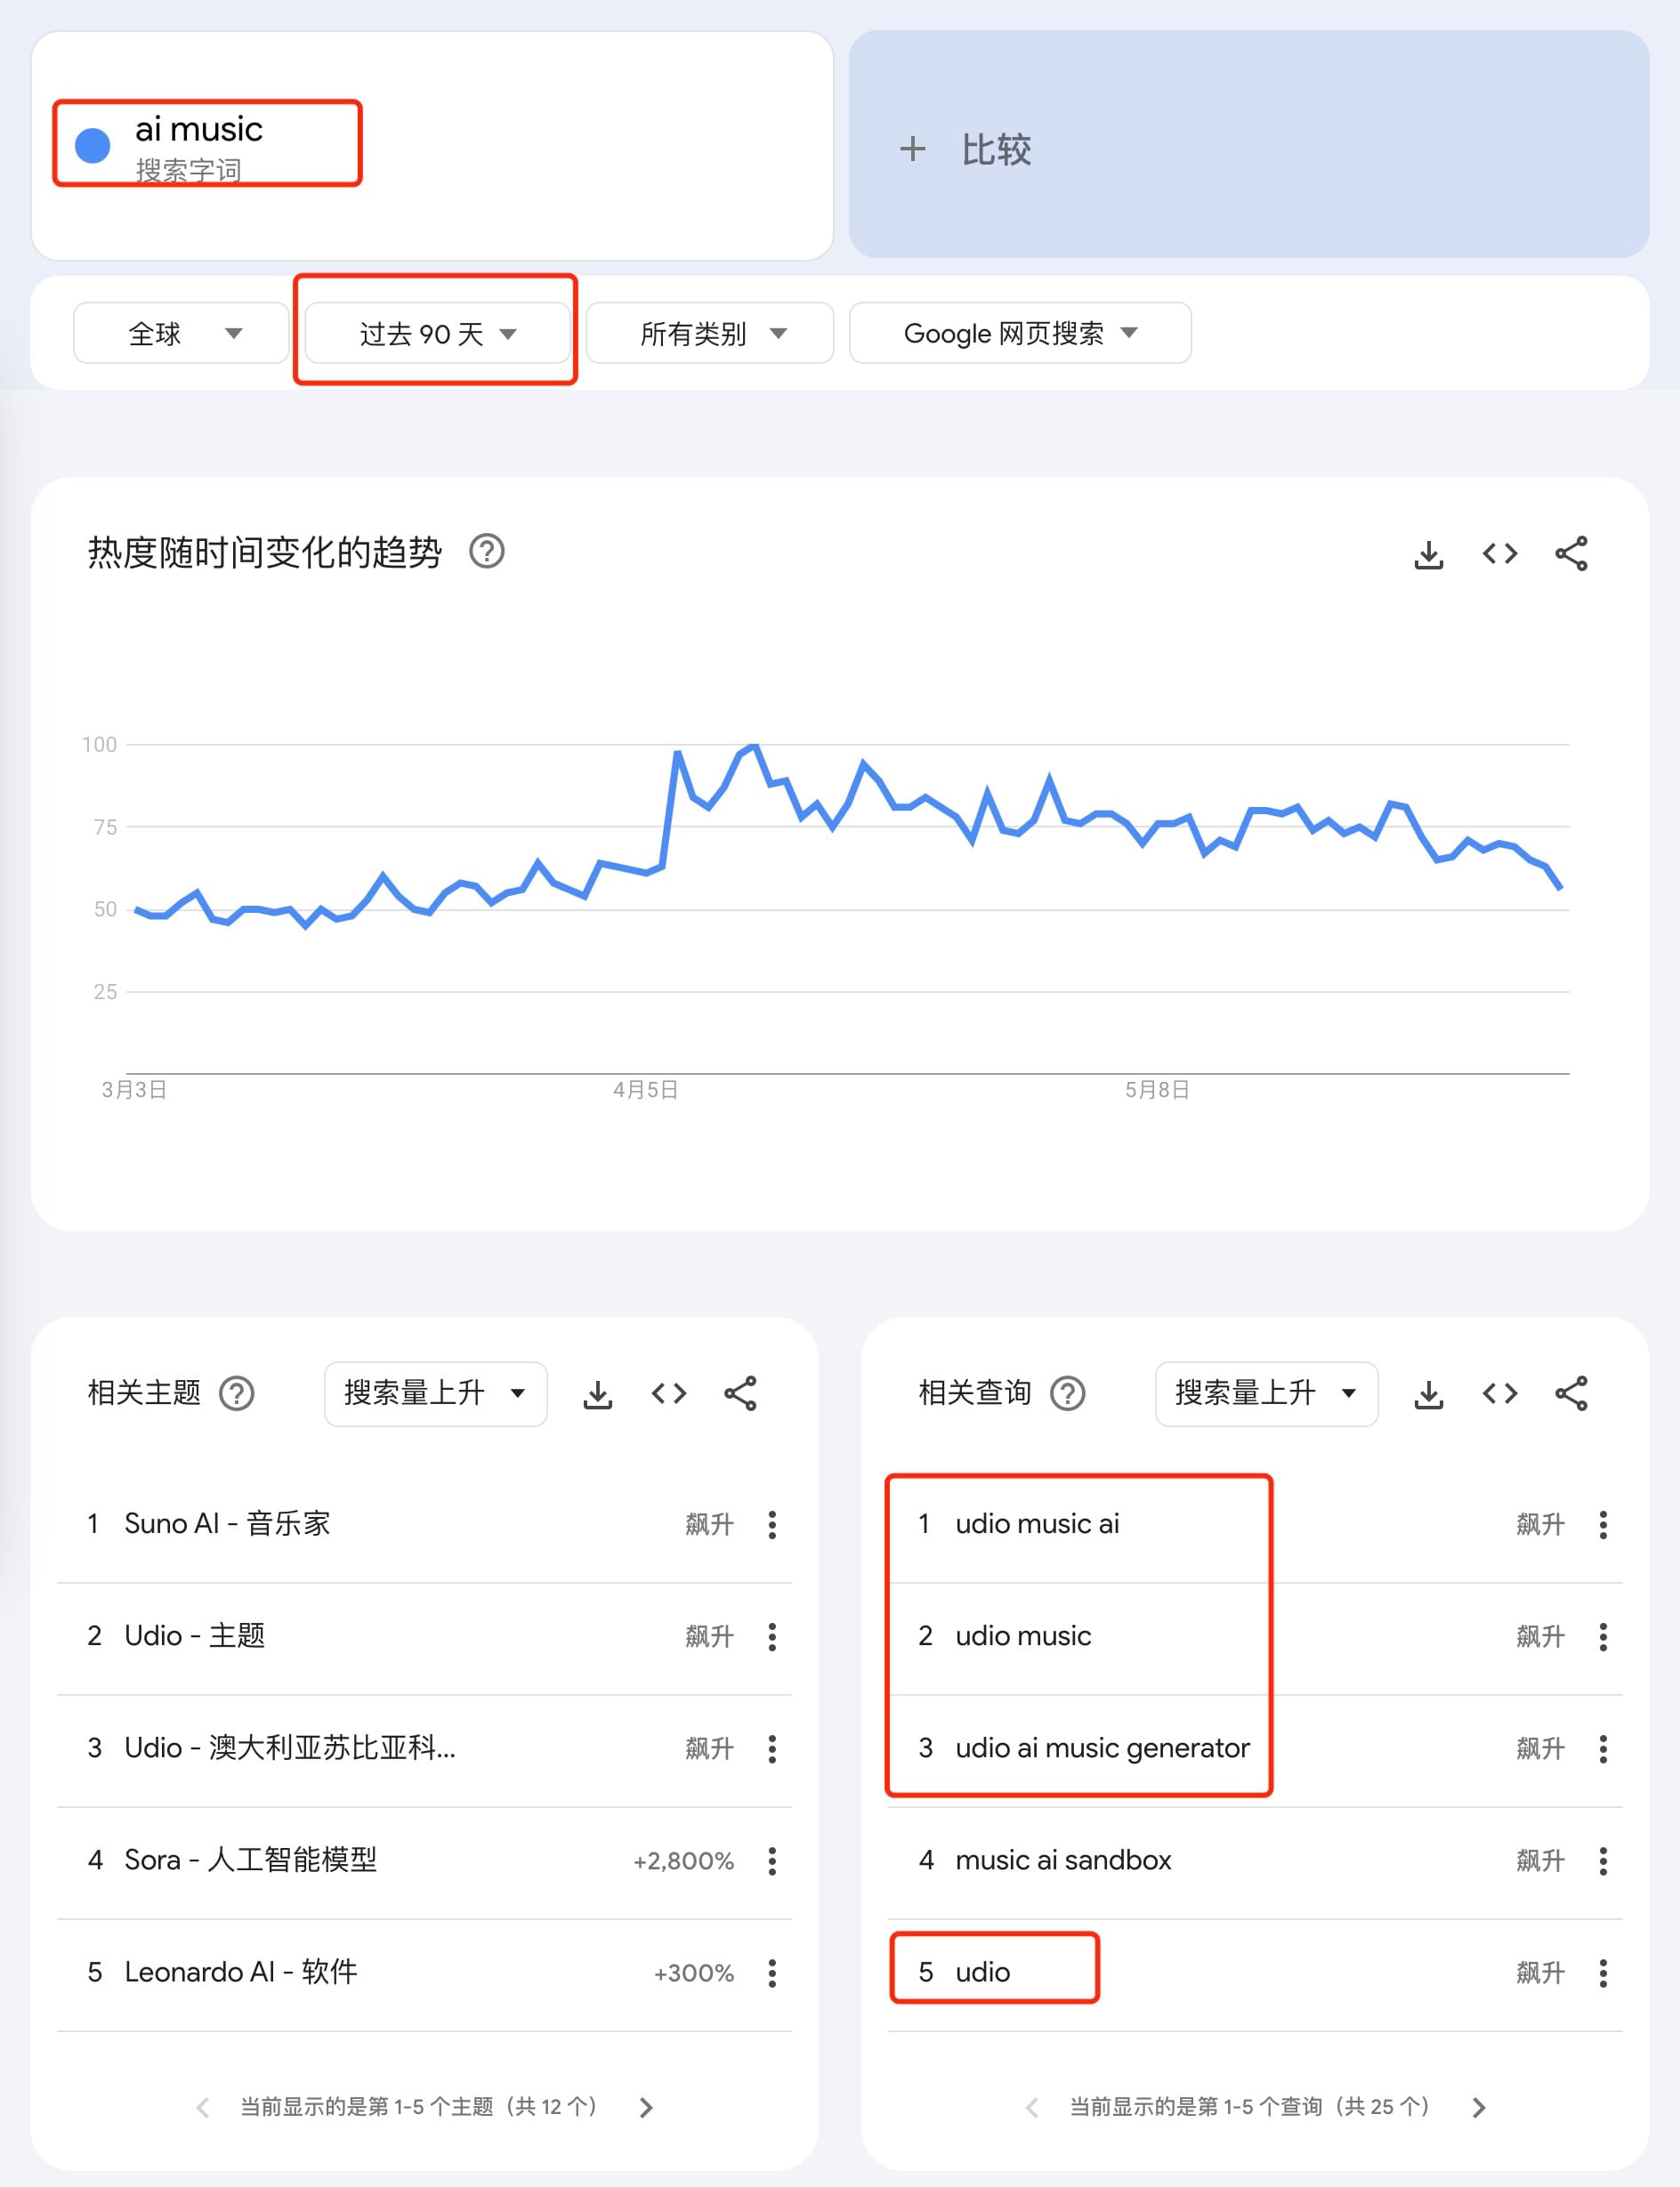 ai music
搜索字词
+ 比较
全球
过去 90 天
所有类别
Google 网页搜索
热度随时间变化的趋势
100
75
50
25
3月3日
4月5日
5月8日
相关主题
搜索量上升
1 Suno AI - 音乐家 飙升
2 Udio - 主题 飙升
3 Udio - 澳大利亚苏比亚科... 飙升
4 Sora - 人工智能模型 +2,800%
5 Leonardo AI - 软件 +300%
当前显示的是第 1-5 个主题（共 12 个）
相关查询
搜索量上升
1 udio music ai 飙升
2 udio music 飙升
3 udio ai music generator 飙升
4 music ai sandbox 飙升
5 udio 飙升
当前显示的是第 1-5 个查询（共 25 个）